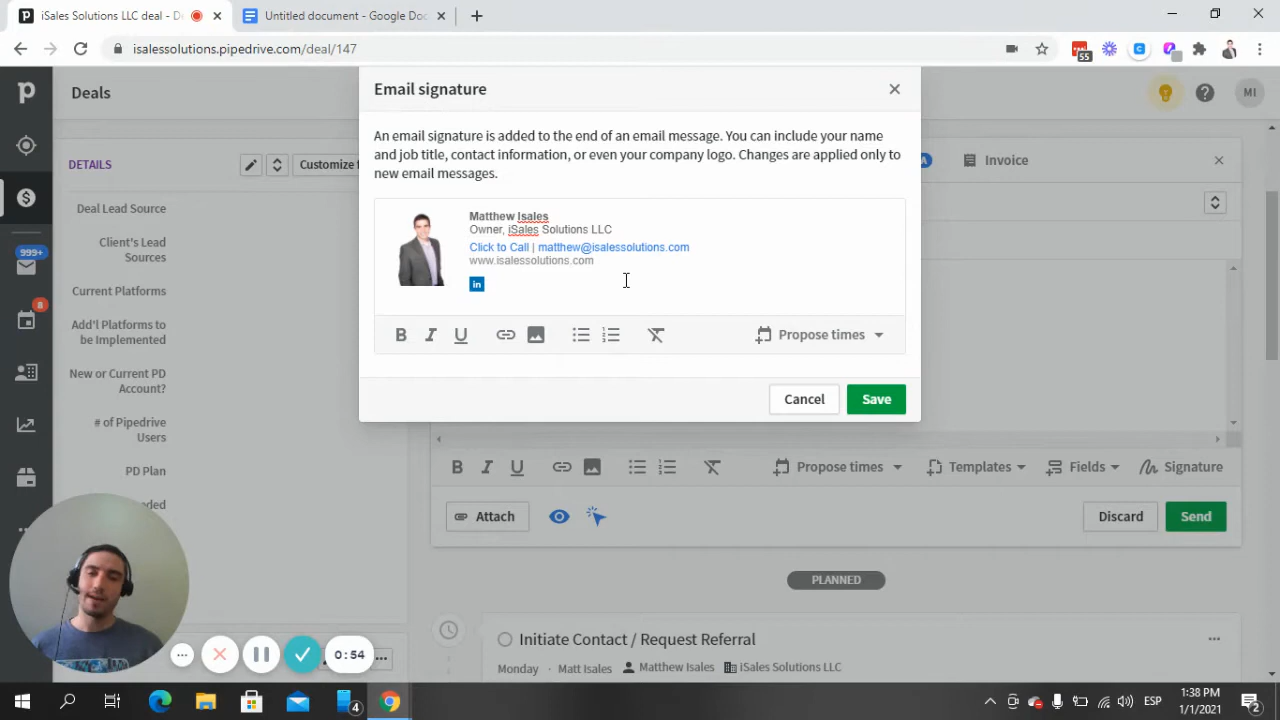 iSales Solutions LLC deal - D
Untitled document - Google Doc
isalessolutions.pipedrive.com/deal/147
55
p
Deals
MI
DETAILS
Customize f
Deal Lead Source
Client's Lead
Sources
Current Platforms
Add'l Platforms to
be Implemented
New or Current PD
Account?
# of Pipedrive
Users
PD Plan
eded
999+
8
Email signature
An email signature is added to the end of an email message. You can include your name
and job title, contact information, or even your company logo. Changes are applied only to
new email messages.
Matthew Isales
Owner, iSales Solutions LLC
Click to Call | matthew@isalessolutions.com
www.isalessolutions.com
in
B I U
Propose times
Cancel
Save
A
Invoice
B I U
Propose times
Templates
Fields
Signature
Attach
Discard
Send
PLANNED
Initiate Contact / Request Referral
Monday · Matt Isales Matthew Isales iSales Solutions LLC
0:54
4
ESP
1:38 PM
1/1/2021
2